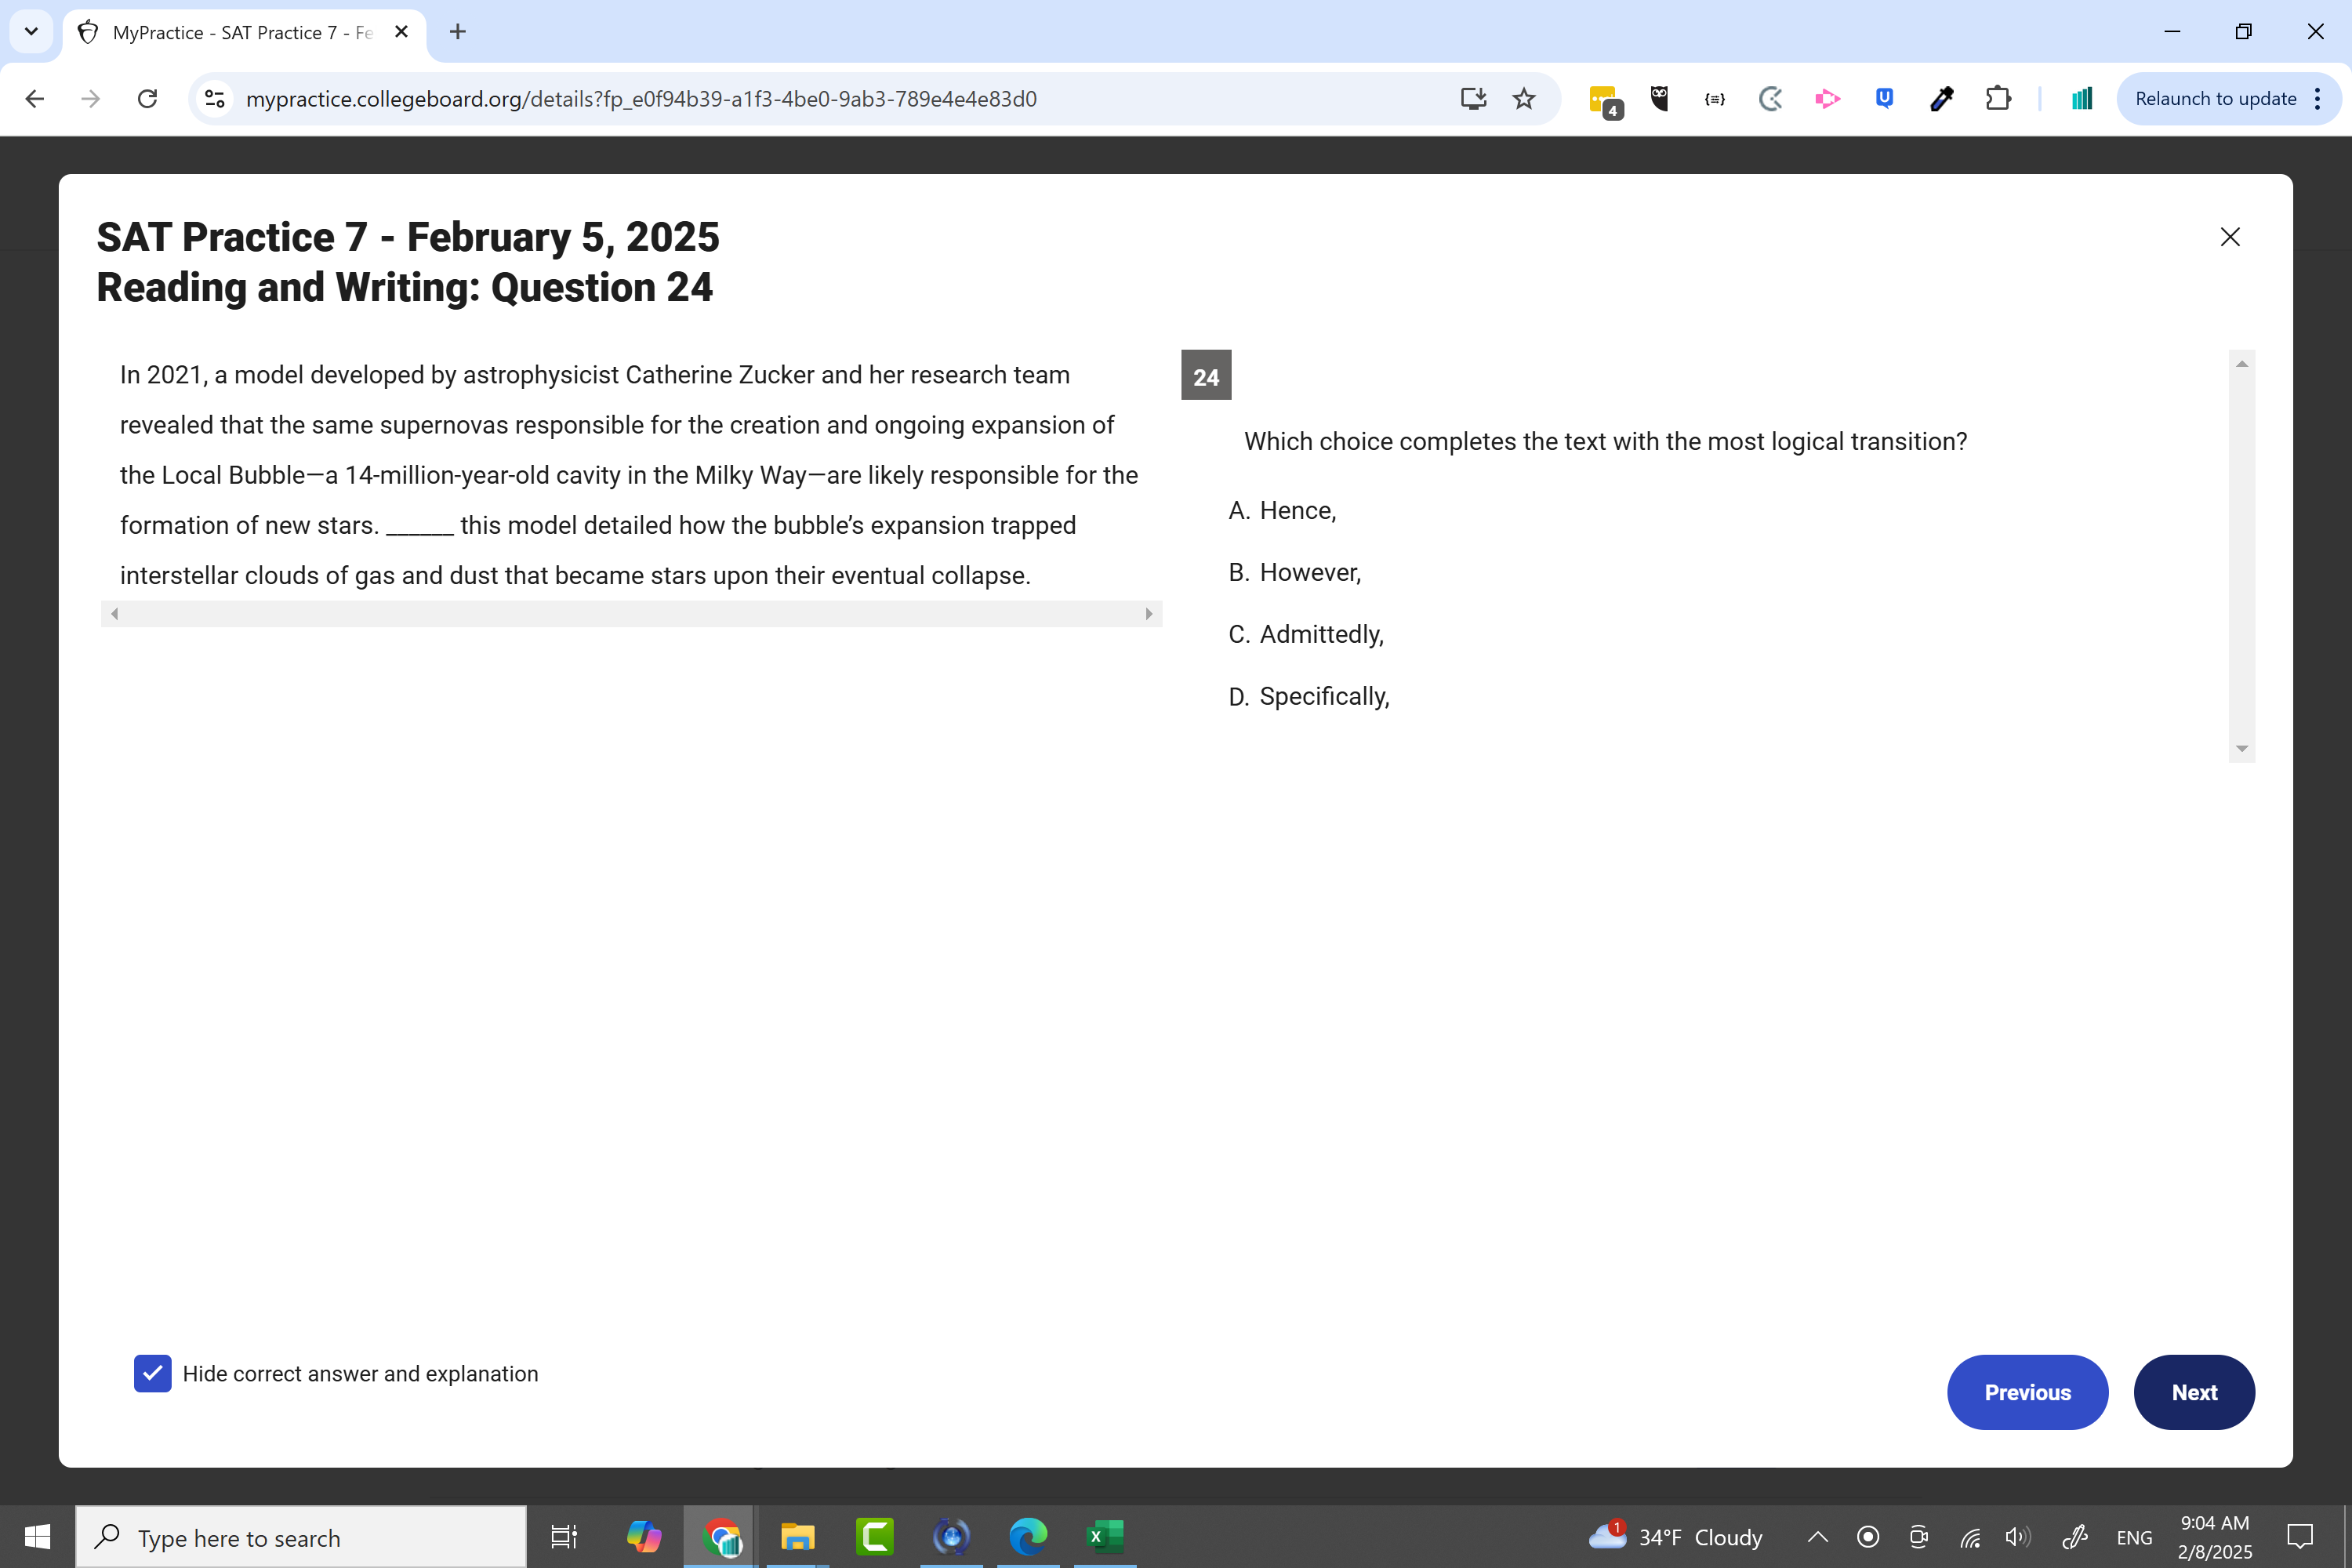 MyPractice - SAT Practice 7 - Fe
mypractice.collegeboard.org/details?fp_e0f94b39-a1f3-4be0-9ab3-789e4e4e83d0
4
Relaunch to update
SAT Practice 7 - February 5, 2025
Reading and Writing: Question 24
In 2021, a model developed by astrophysicist Catherine Zucker and her research team
revealed that the same supernovas responsible for the creation and ongoing expansion of
the Local Bubble—a 14-million-year-old cavity in the Milky Way—are likely responsible for the
formation of new stars. ______ this model detailed how the bubble’s expansion trapped
interstellar clouds of gas and dust that became stars upon their eventual collapse.
24
Which choice completes the text with the most logical transition?
A. Hence,
B. However,
C. Admittedly,
D. Specifically,
Hide correct answer and explanation
Previous
Next
Type here to search
1
34°F Cloudy
ENG
9:04 AM
2/8/2025